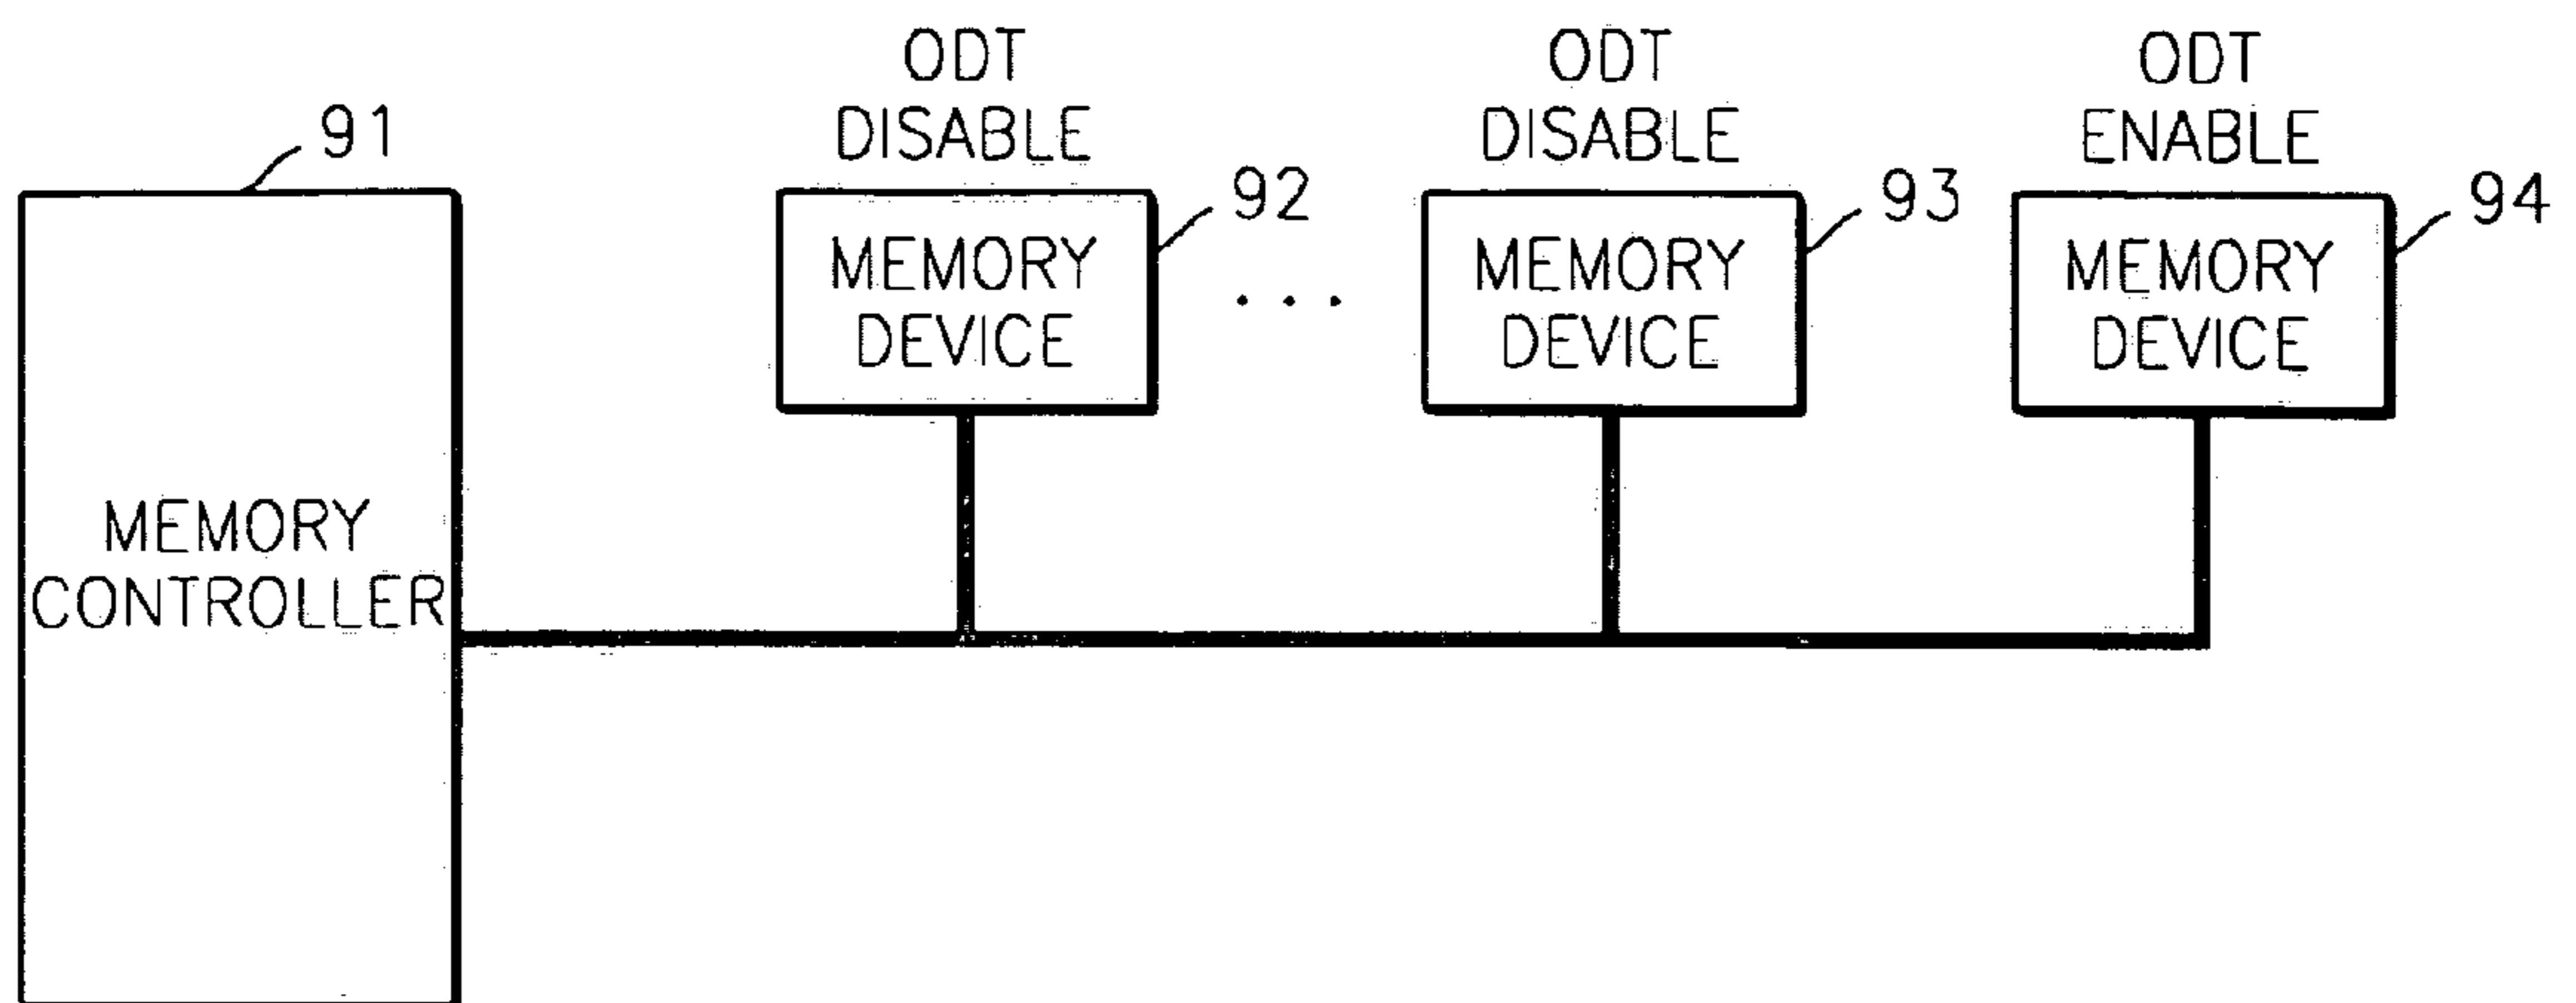 ODT
DISABLE
ODT
DISABLE
ODT
ENABLE
91
92
93
94
MEMORY
DEVICE
. . .
MEMORY
DEVICE
MEMORY
DEVICE
MEMORY
CONTROLLER